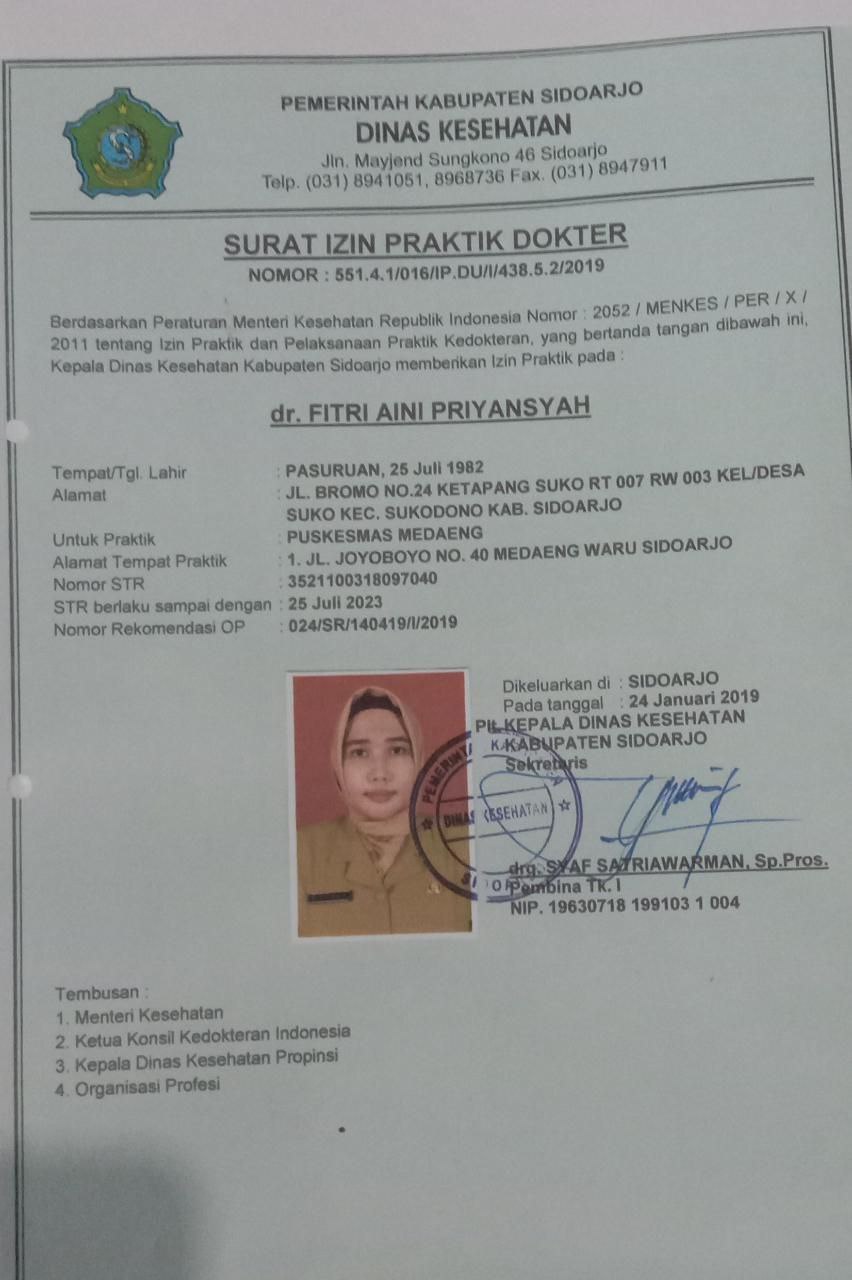 PEMERINTAH KABUPATEN SIDOARJO
DINAS KESEHATAN
Jln. Mayjend Sungkono 46 Sidoarjo
Telp. (031) 8941051, 8968736 Fax. (031) 8947911
SURAT IZIN PRAKTIK DOKTER
NOMOR : 551.4.1/016/IP.DU/I/438.5.2/2019
Berdasarkan Peraturan Menteri Kesehatan Republik Indonesia Nomor : 2052 / MENKES / PER / X /
2011 tentang Izin Praktik dan Pelaksanaan Praktik Kedokteran, yang bertanda tangan dibawah ini,
Kepala Dinas Kesehatan Kabupaten Sidoarjo memberikan Izin Praktik pada :
dr. FITRI AINI PRIYANSYAH
Tempat/Tgl. Lahir : PASURUAN, 25 Juli 1982
Alamat : JL. BROMO NO.24 KETAPANG SUKO RT 007 RW 003 KEL/DESA
SUKO KEC. SUKODONO KAB. SIDOARJO
Untuk Praktik : PUSKESMAS MEDAENG
Alamat Tempat Praktik : 1. JL. JOYOBOYO NO. 40 MEDAENG WARU SIDOARJO
Nomor STR : 3521100318097040
STR berlaku sampai dengan : 25 Juli 2023
Nomor Rekomendasi OP : 024/SR/140419/I/2019
Dikeluarkan di : SIDOARJO
Pada tanggal : 24 Januari 2019
Plt. KEPALA DINAS KESEHATAN
KABUPATEN SIDOARJO
Sekretaris
DINAS KESEHATAN
drg. SYAF SATRIAWARMAN, Sp.Pros.
Pembina Tk. I
NIP. 19630718 199103 1 004
Tembusan :
1. Menteri Kesehatan
2. Ketua Konsil Kedokteran Indonesia
3. Kepala Dinas Kesehatan Propinsi
4. Organisasi Profesi